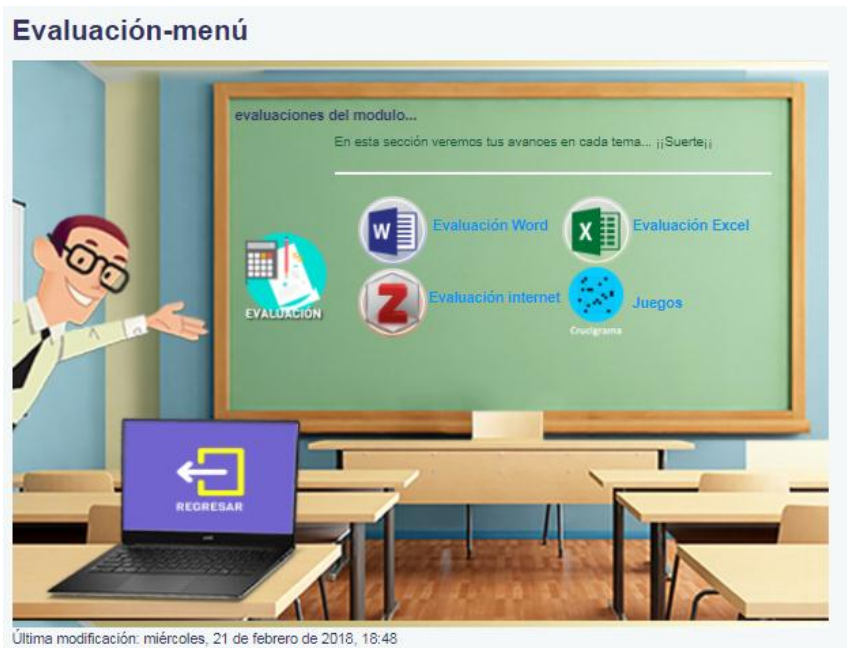 Evaluación-menú
evaluaciones del modulo...
En esta sección veremos tus avances en cada tema... ¡¡Suerte¡¡
W
Evaluación Word
X
Evaluación Excel
EVALUACIÓN
Z
Evaluación internet
Juegos
Crucigrama
REGRESAR
Última modificación: miércoles, 21 de febrero de 2018, 18:48